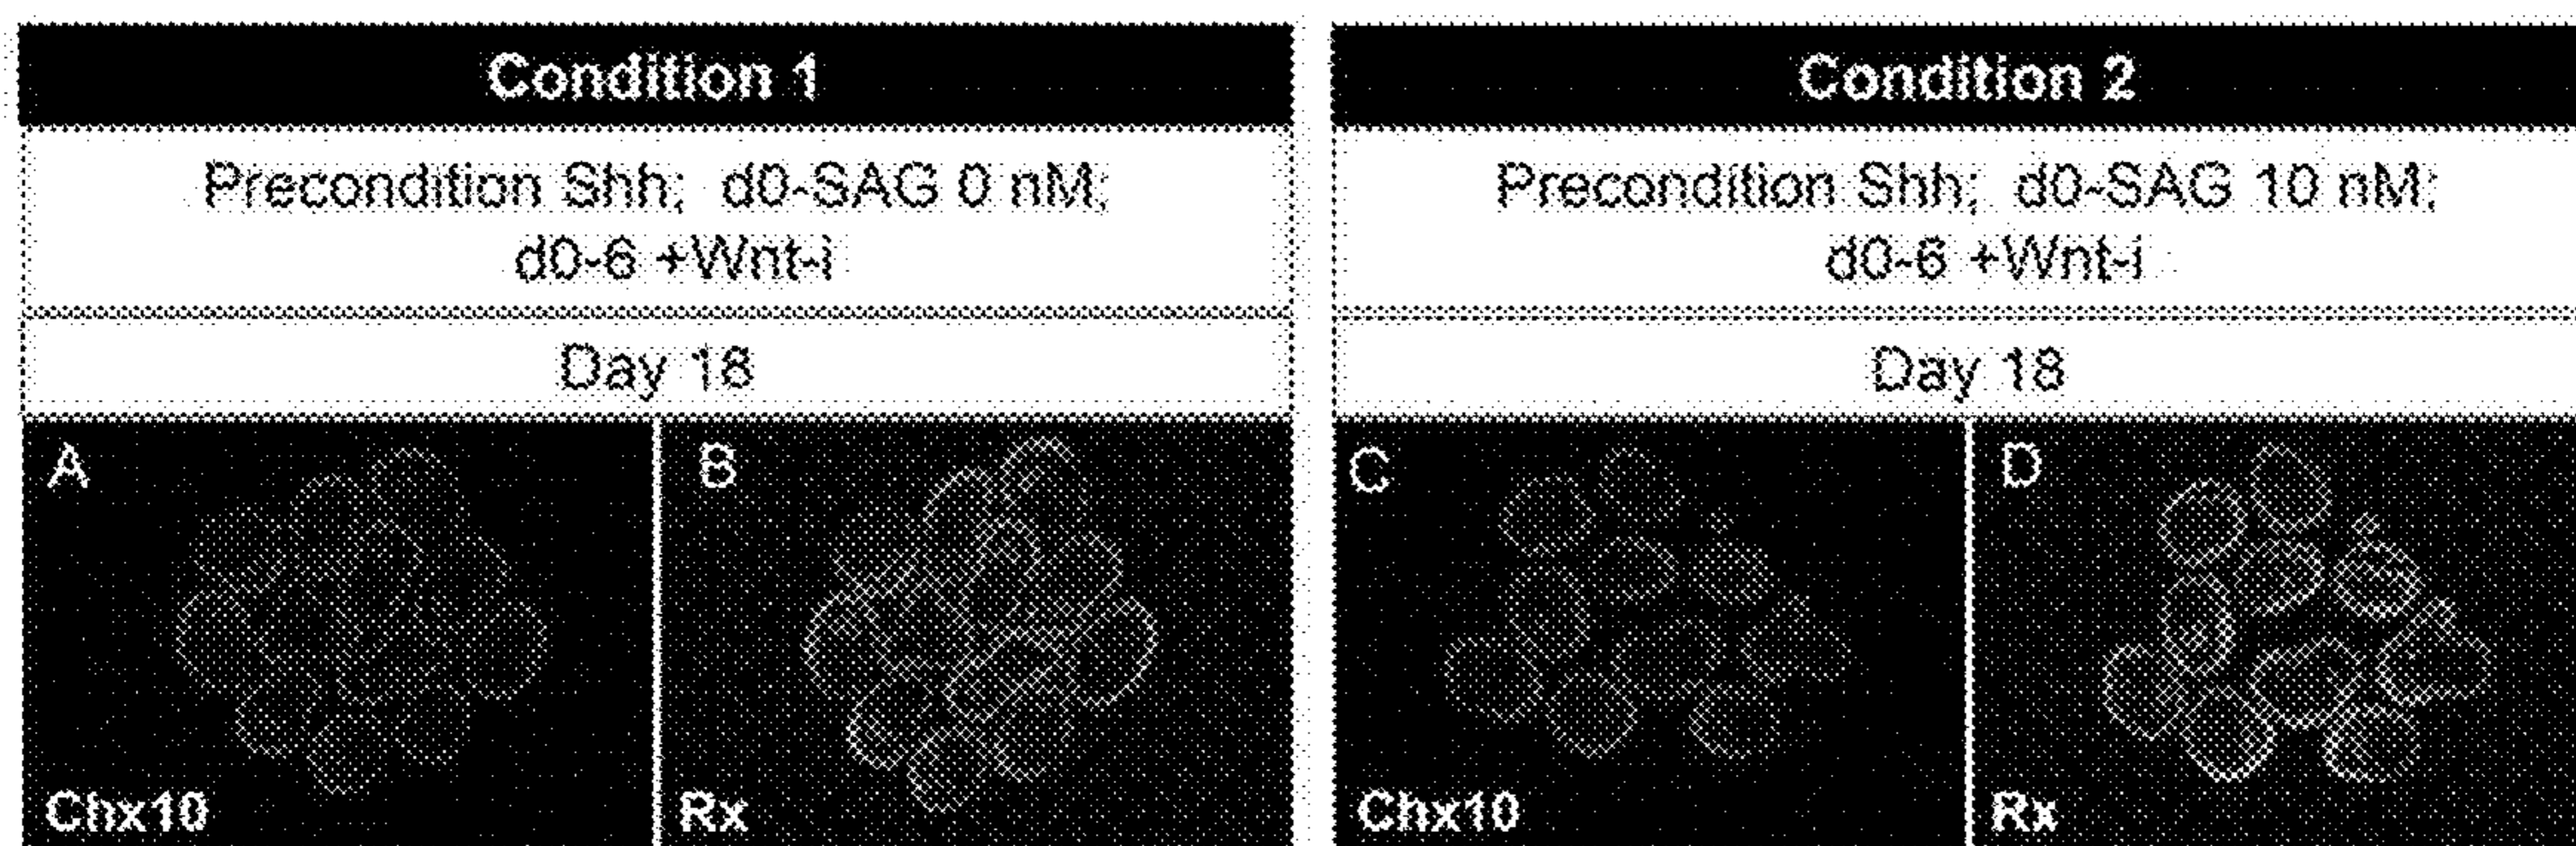 Condition 1
Precondition Shh; d0-SAG 0 nM;
d0-6 +Wnt-i
Day 18
A
B
Chx10
Rx
Condition 2
Precondition Shh; d0-SAG 10 nM;
d0-6 +Wnt-i
Day 18
C
D
Chx10
Rx